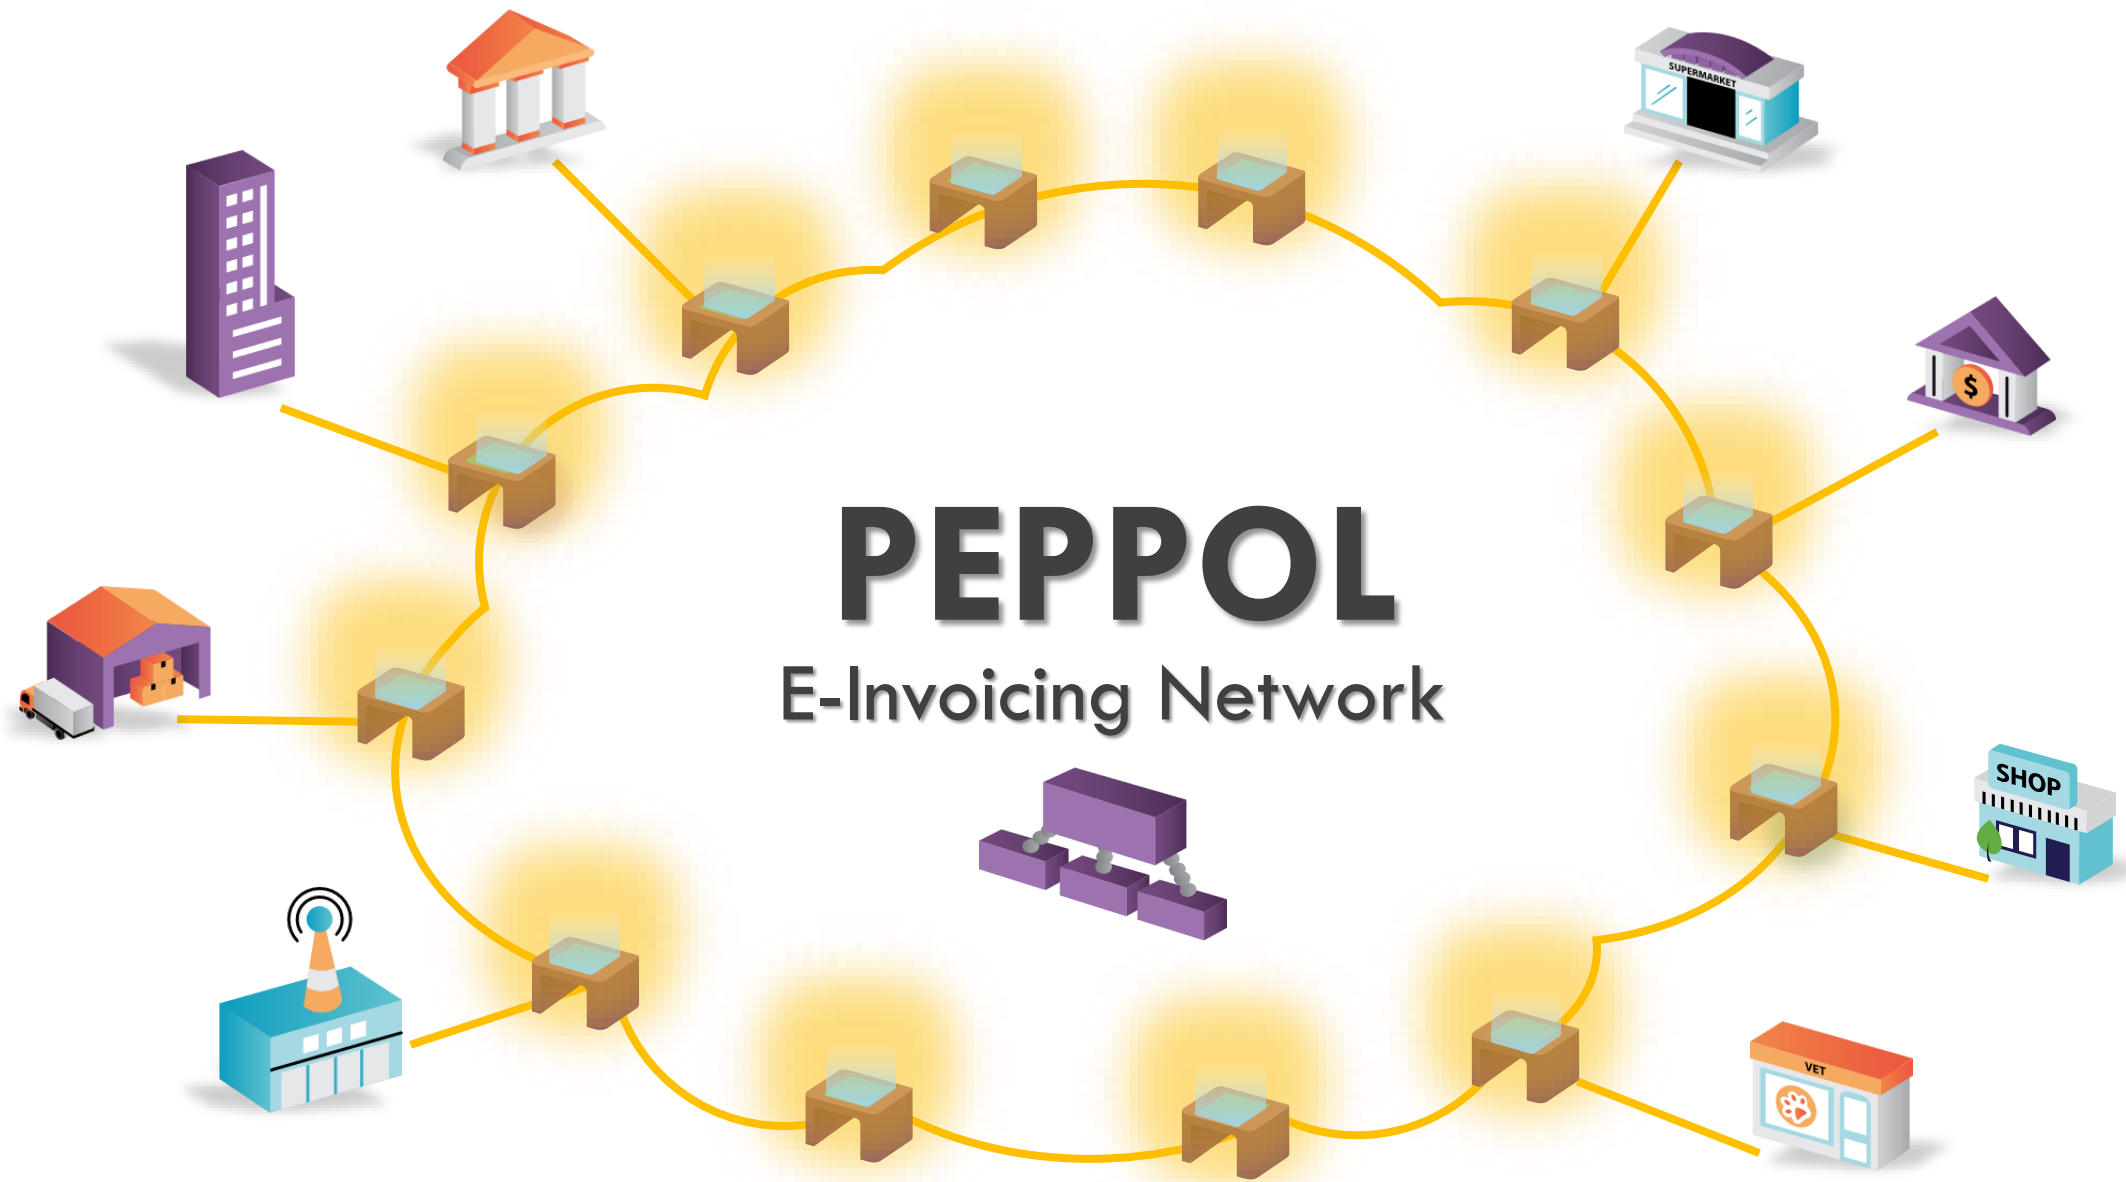 SUPERMARKET
$
PEPPOL
E-Invoicing Network
SHOP
VET